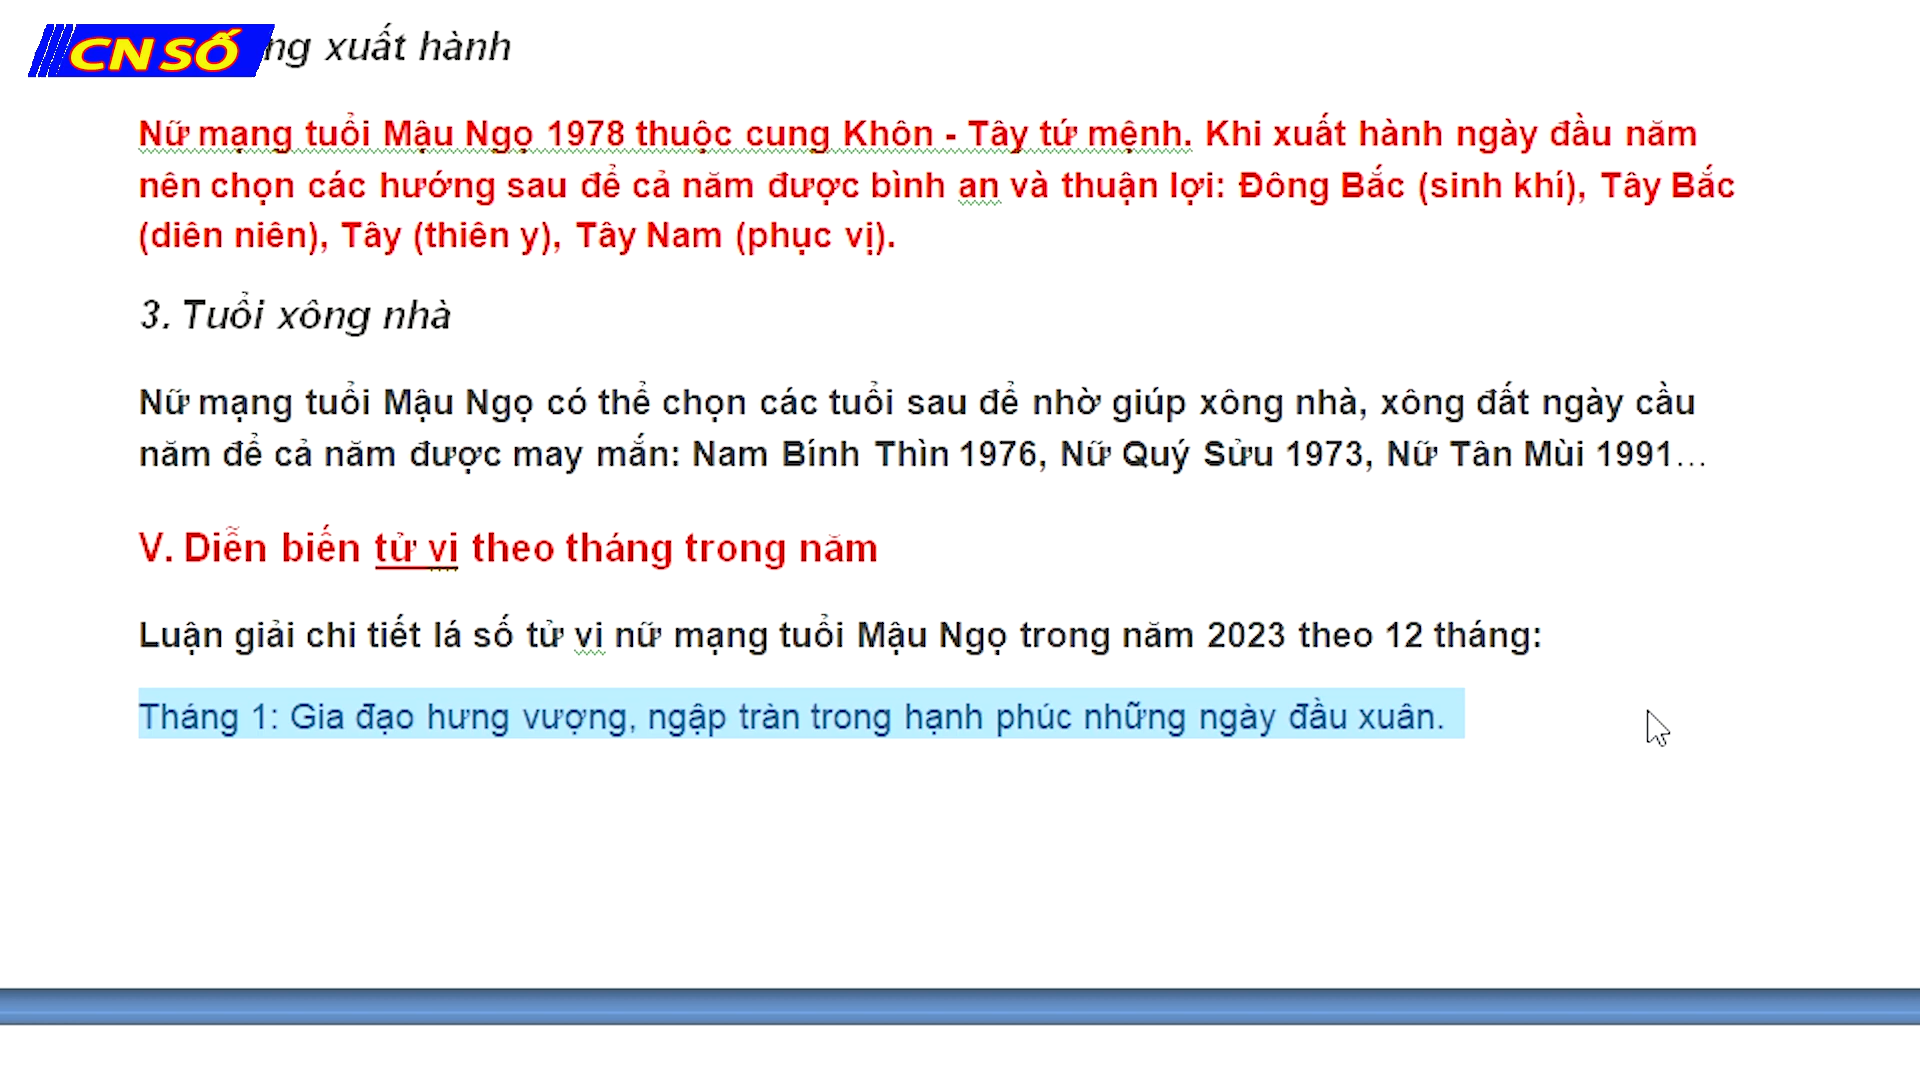 CN SỐ
ng xuất hành
Nữ mạng tuổi Mậu Ngọ 1978 thuộc cung Khôn - Tây tứ mệnh. Khi xuất hành ngày đầu năm
nên chọn các hướng sau để cả năm được bình an và thuận lợi: Đông Bắc (sinh khí), Tây Bắc
(diên niên), Tây (thiên y), Tây Nam (phục vị).
3. Tuổi xông nhà
Nữ mạng tuổi Mậu Ngọ có thể chọn các tuổi sau để nhờ giúp xông nhà, xông đất ngày cầu
năm để cả năm được may mắn: Nam Bính Thìn 1976, Nữ Quý Sửu 1973, Nữ Tân Mùi 1991...
V. Diễn biến tử vi theo tháng trong năm
Luận giải chi tiết lá số tử vi nữ mạng tuổi Mậu Ngọ trong năm 2023 theo 12 tháng:
Tháng 1: Gia đạo hưng vượng, ngập tràn trong hạnh phúc những ngày đầu xuân.